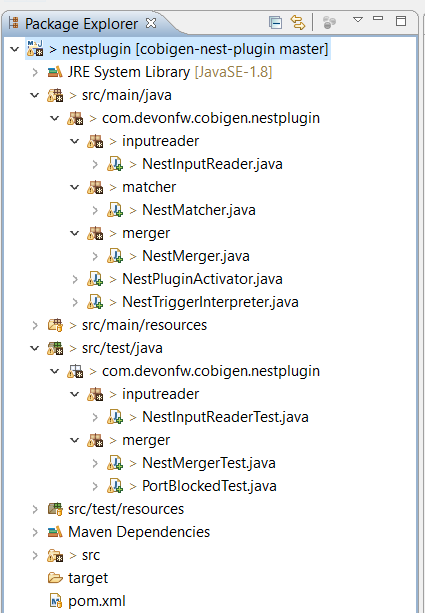 Package Explorer
> nestplugin [cobigen-nest-plugin master]
JRE System Library [JavaSE-1.8]
> src/main/java
> com.devonfw.cobigen.nestplugin
> inputreader
> NestInputReader.java
> matcher
> NestMatcher.java
> merger
> NestMerger.java
> NestPluginActivator.java
> NestTriggerInterpreter.java
> src/main/resources
> src/test/java
> com.devonfw.cobigen.nestplugin
> inputreader
> NestInputReaderTest.java
> merger
> NestMergerTest.java
> PortBlockedTest.java
src/test/resources
Maven Dependencies
> src
target
pom.xml